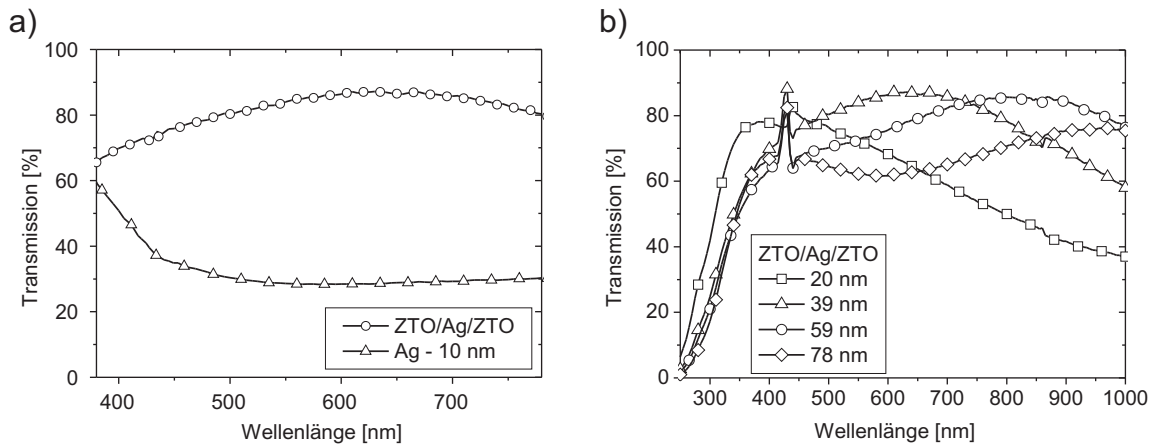 a)
100
80
60
40
20
0
Transmission [%]
400
500
600
700
Wellenlänge [nm]
ZTO/Ag/ZTO
Ag - 10 nm
b)
100
80
60
40
20
0
Transmission [%]
300
400
500
600
700
800
900
1000
Wellenlänge [nm]
ZTO/Ag/ZTO
20 nm
39 nm
59 nm
78 nm